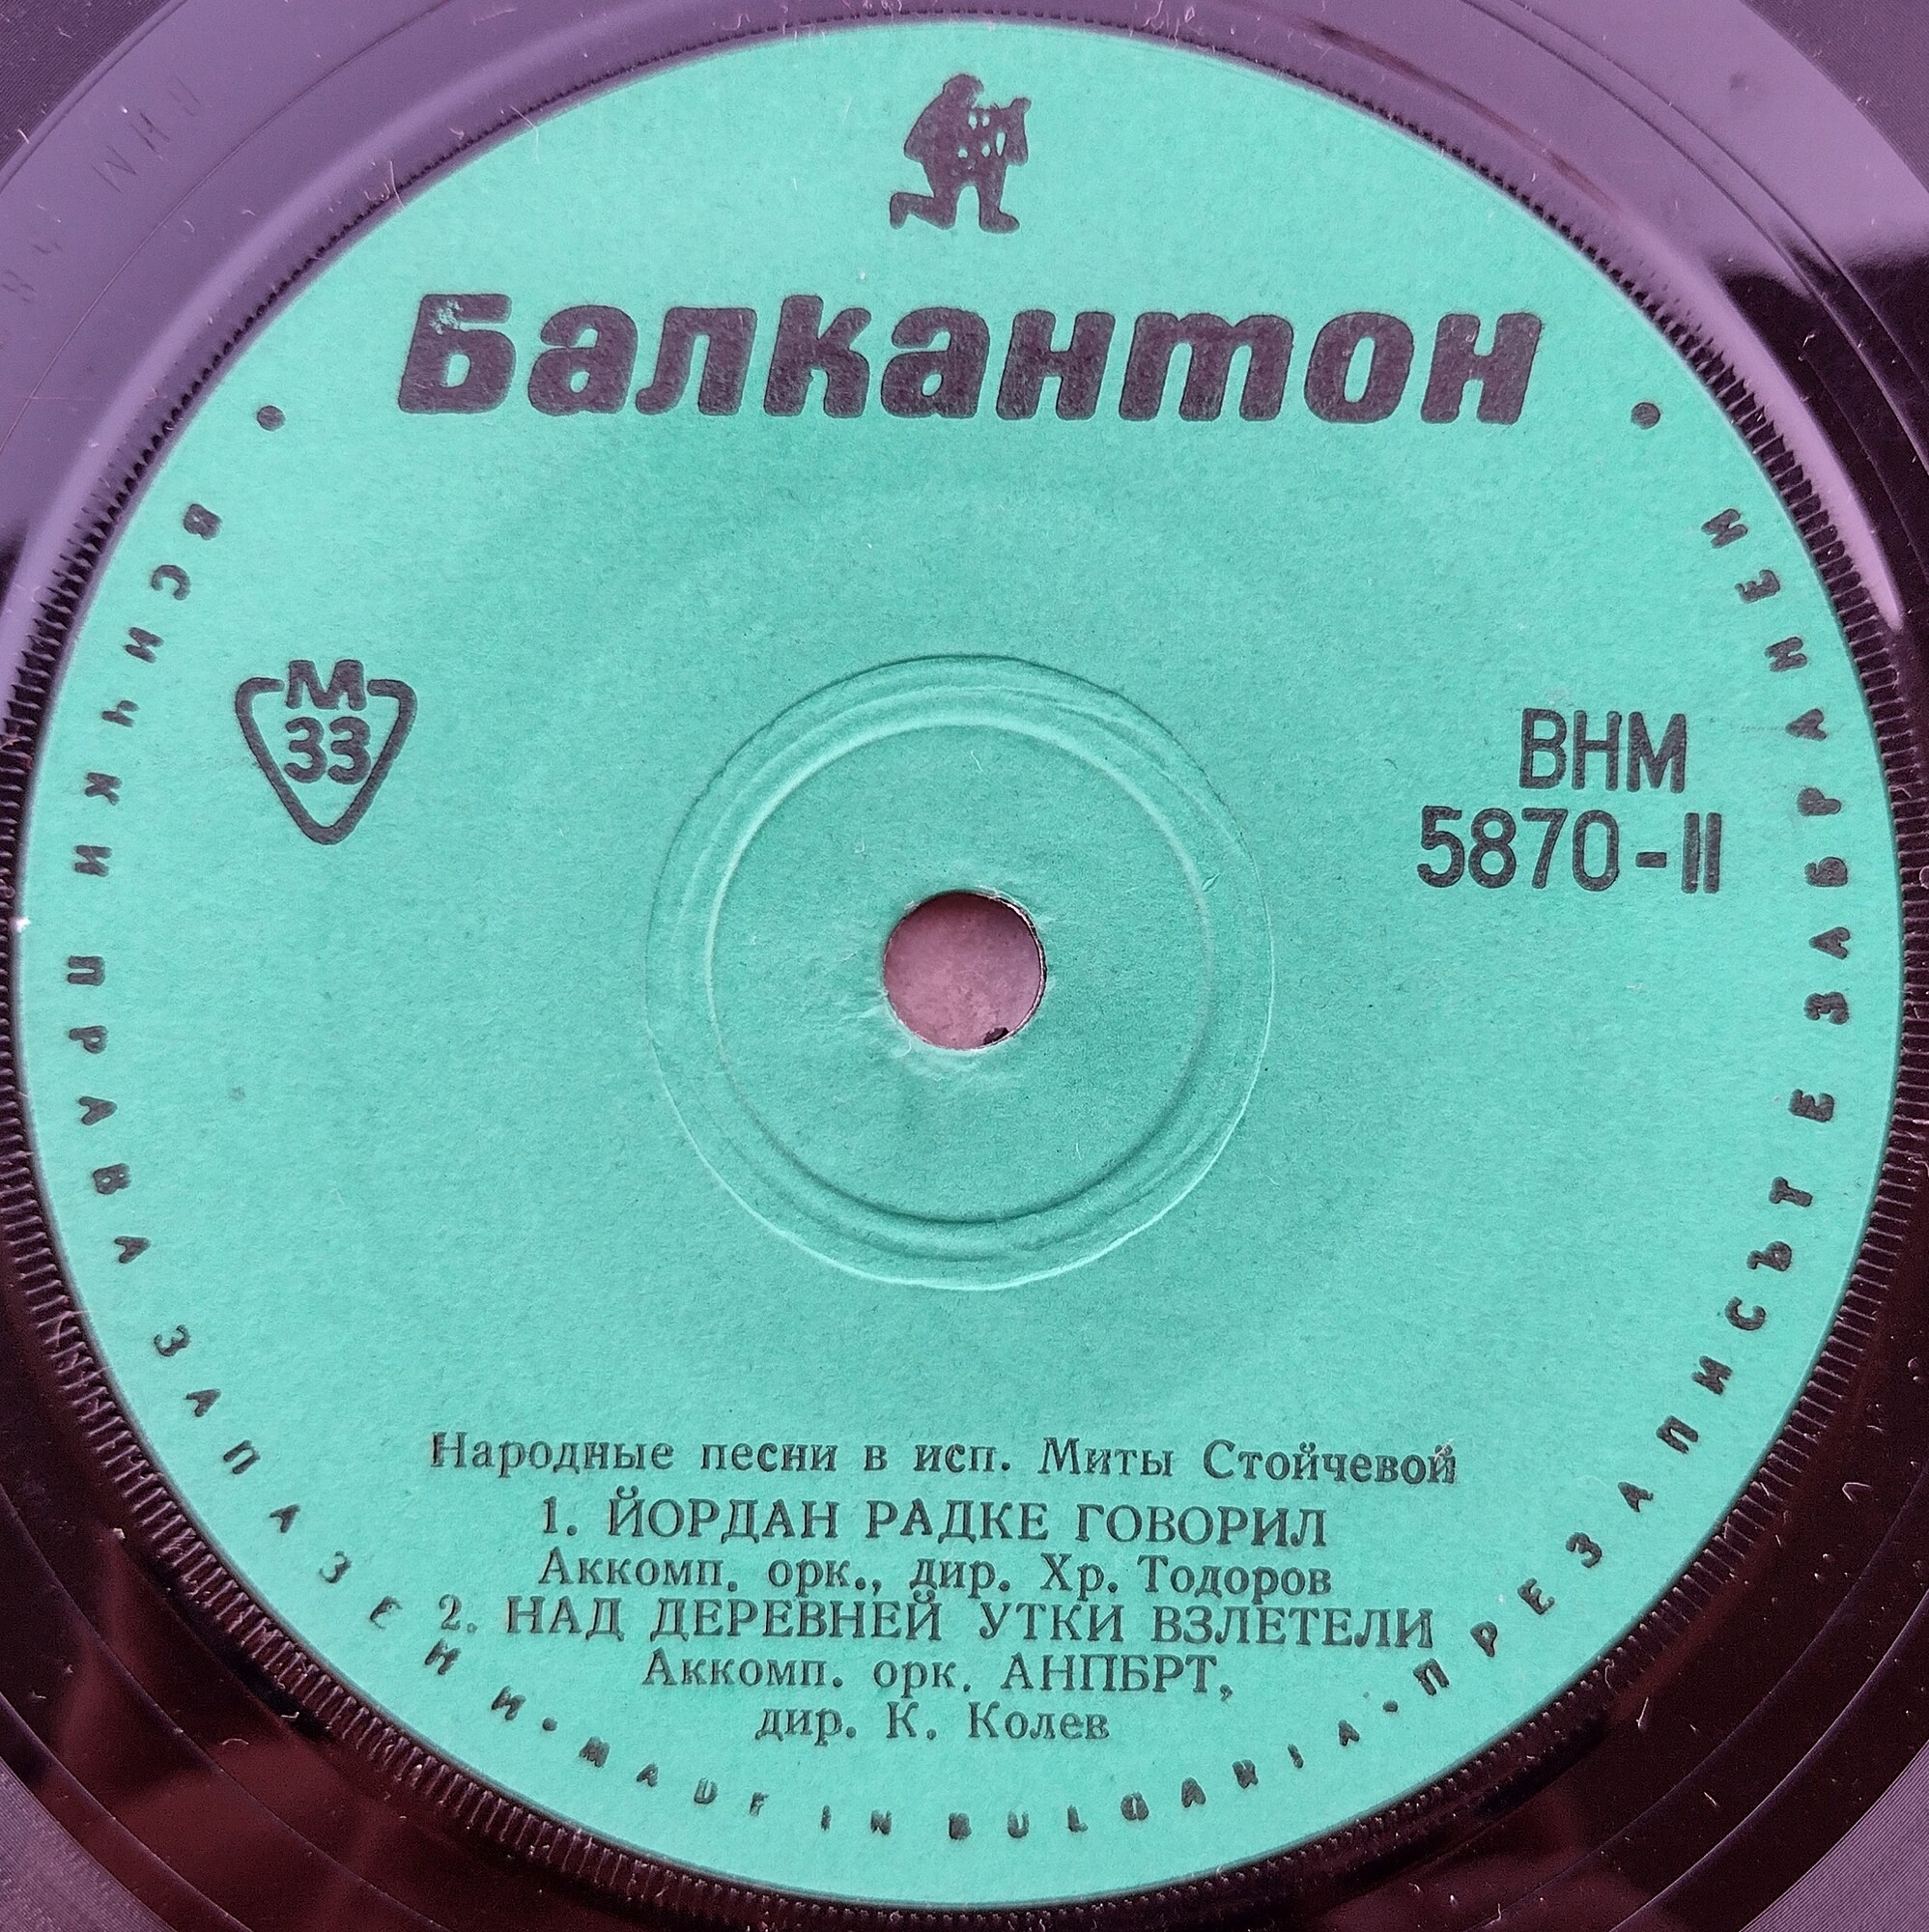 Балкантон
М
33
ВНМ
5870-II
Народные песни в исп. Миты Стойчевой
1. ЙОРДАН РАДКЕ ГОВОРИЛ
Аккомп. орк., дир. Хр. Тодоров
2. НАД ДЕРЕВНЕЙ УТКИ ВЗЛЕТЕЛИ
Аккомп. орк. АНПБРТ,
дир. К. Колев
ВСИЧКИ ПРАВА ЗАПАЗЕНИ · MADE IN BULGARIA · ПРЕЗАПИСЪТ Е ЗАБРАНЕН